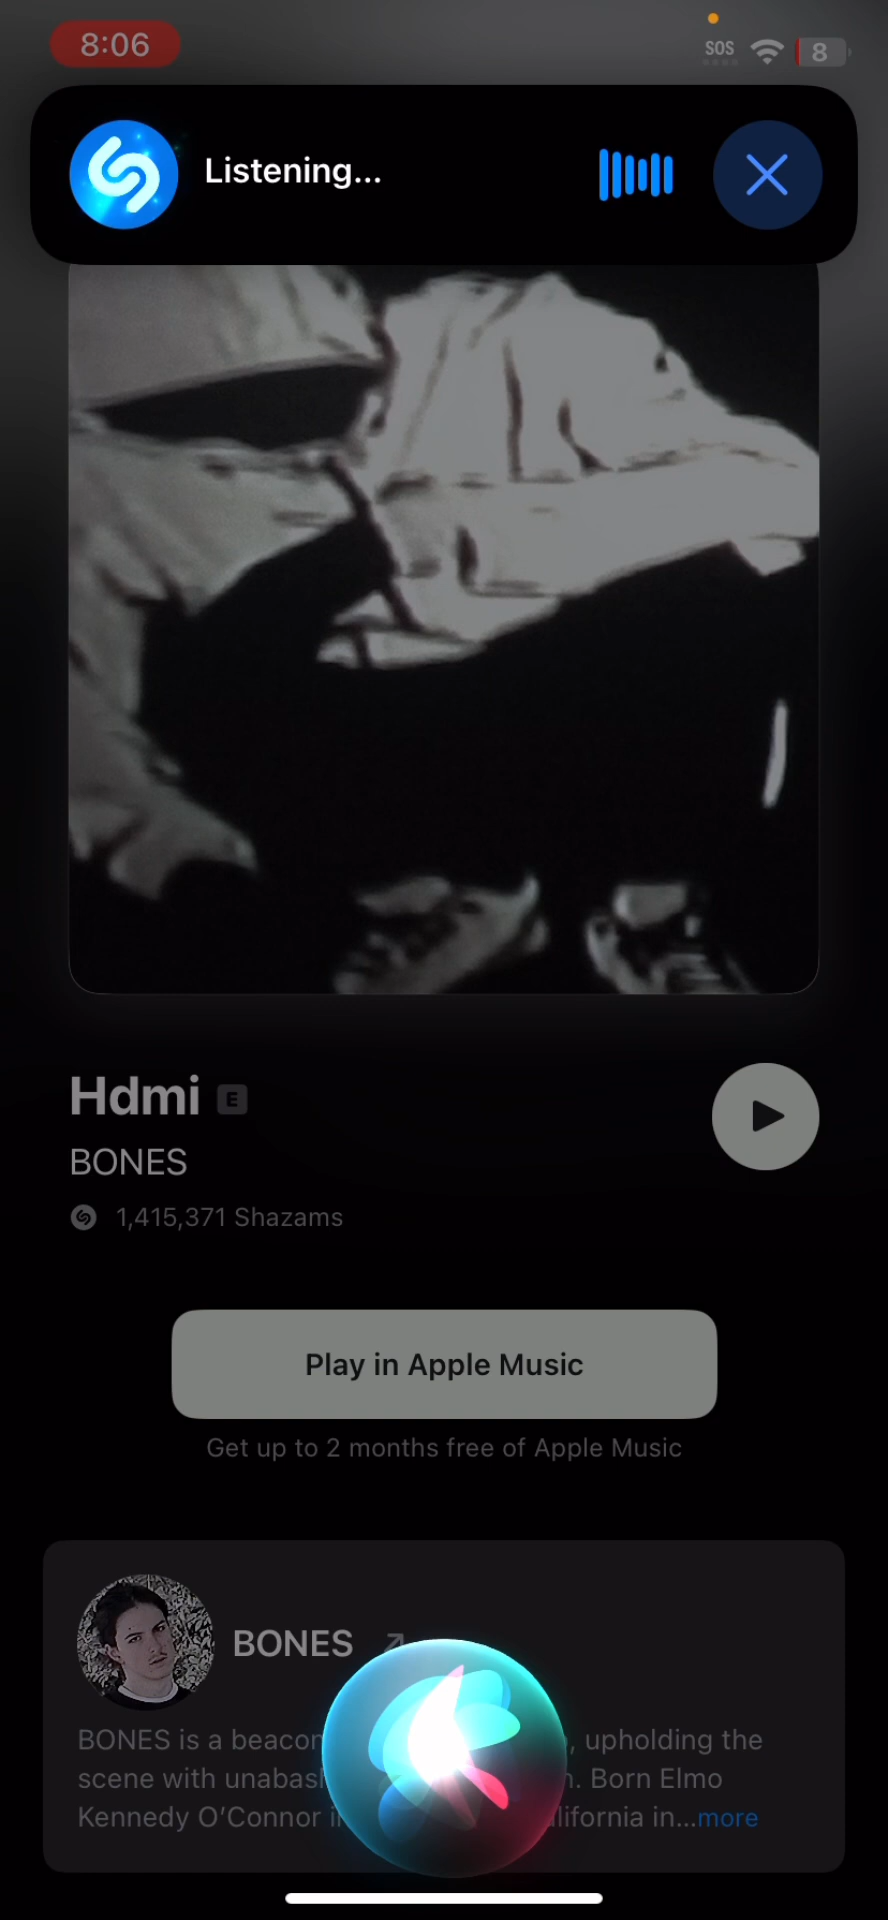 8:06
SOS
8
Listening...
Hdmi E
BONES
1,415,371 Shazams
Play in Apple Music
Get up to 2 months free of Apple Music
BONES
BONES is a beacon , upholding the
scene with . Born Elmo
Kennedy O'Connor in...more